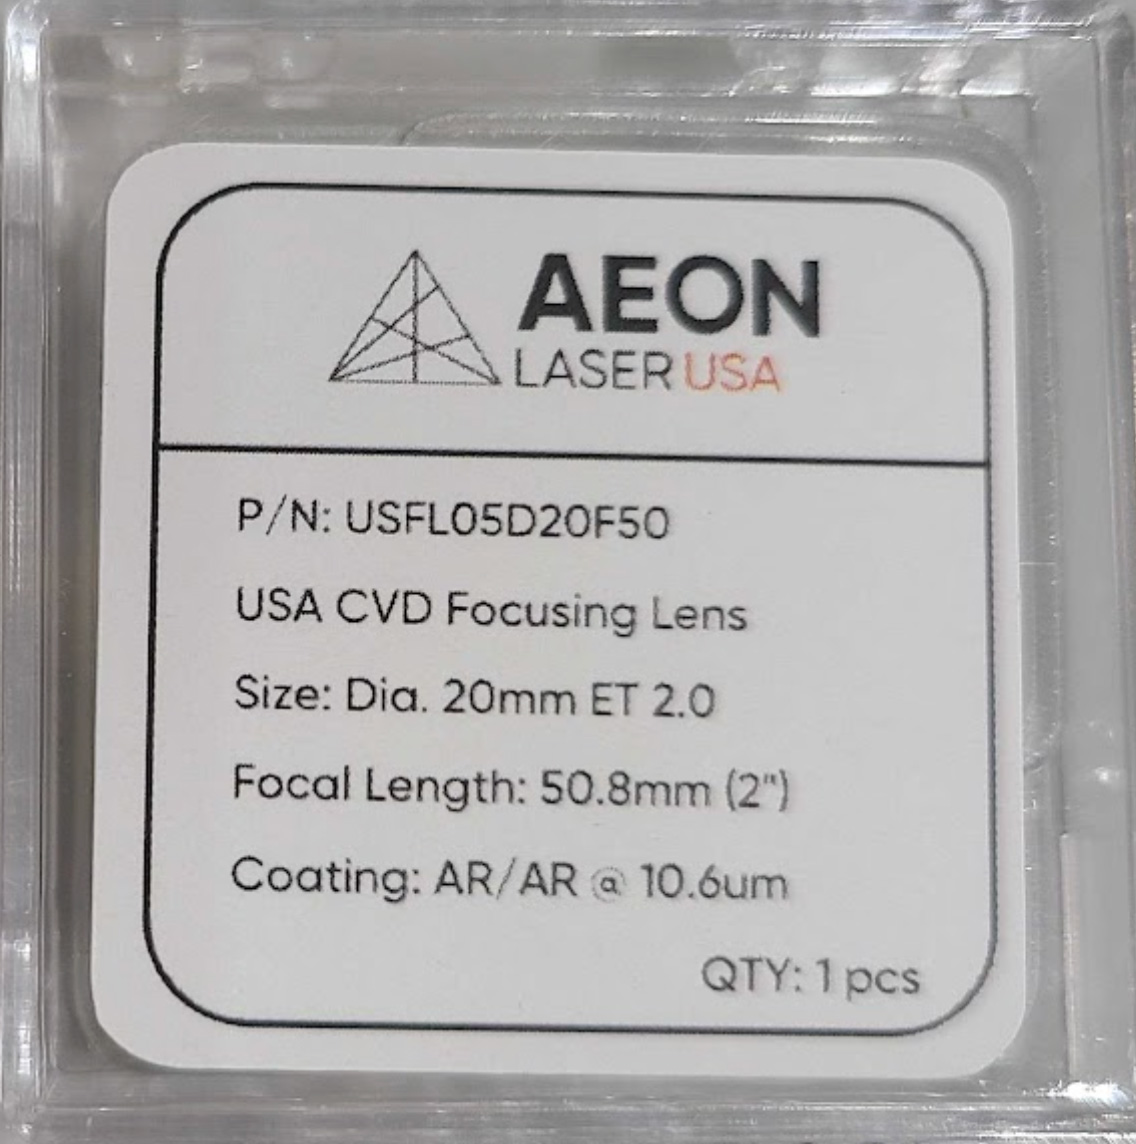 AEON
LASER USA
P/N: USFL05D20F50
USA CVD Focusing Lens
Size: Dia. 20mm ET 2.0
Focal Length: 50.8mm (2")
Coating: AR/AR @ 10.6um
QTY: 1 pcs